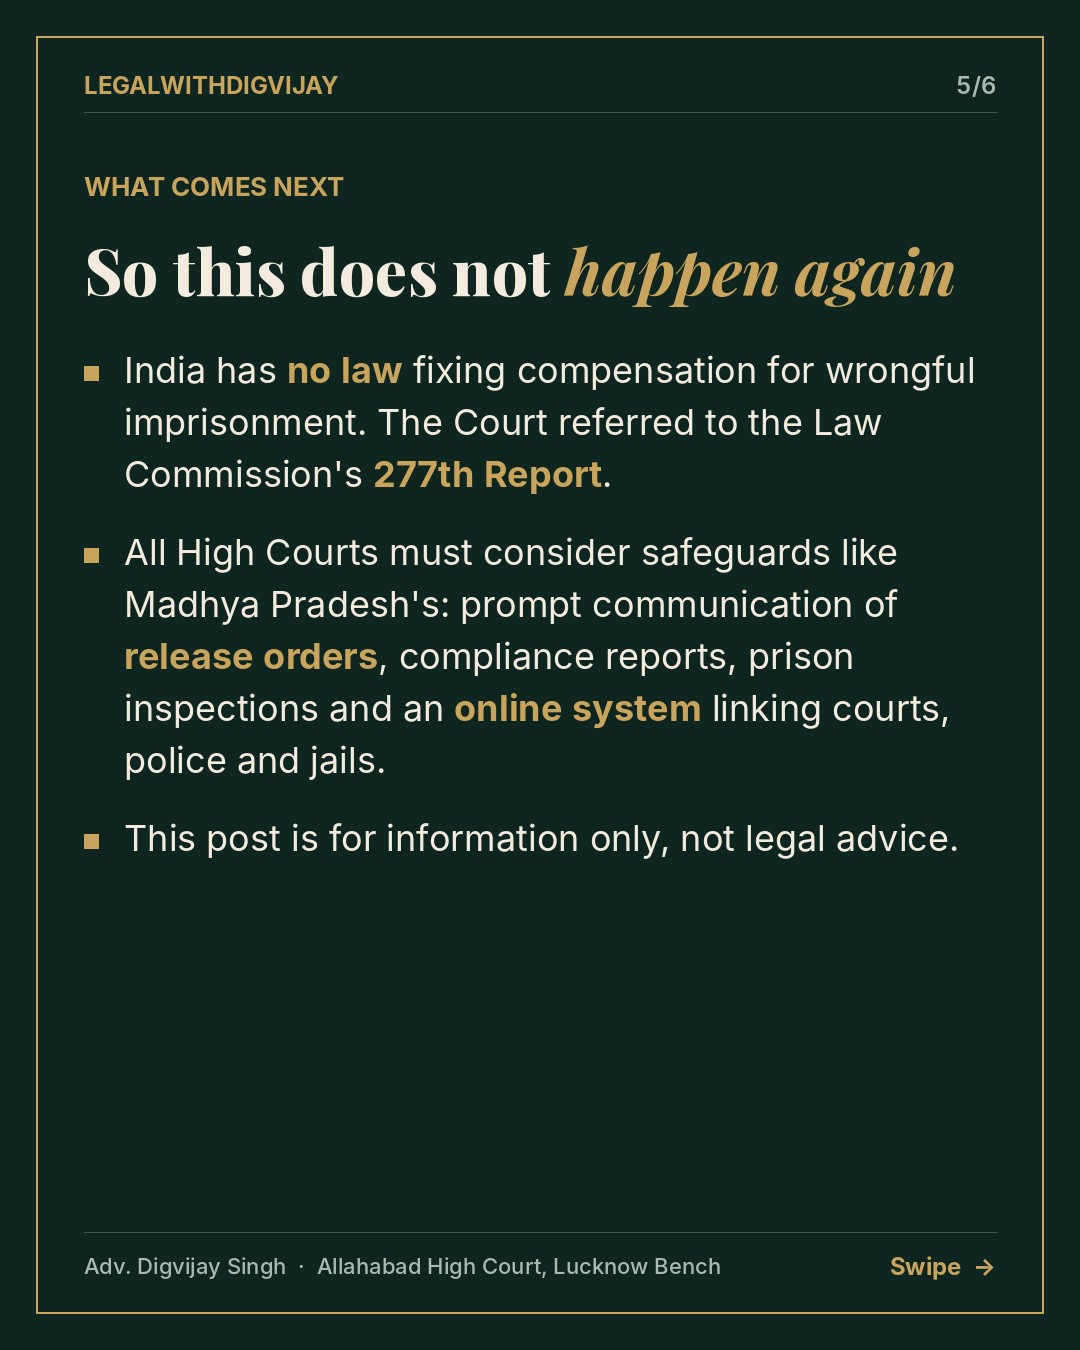 LEGALWITHDIGVIJAY
5/6
WHAT COMES NEXT
So this does not happen again
India has no law fixing compensation for wrongful
imprisonment. The Court referred to the Law
Commission's 277th Report.
All High Courts must consider safeguards like
Madhya Pradesh's: prompt communication of
release orders, compliance reports, prison
inspections and an online system linking courts,
police and jails.
This post is for information only, not legal advice.
Adv. Digvijay Singh · Allahabad High Court, Lucknow Bench
Swipe →